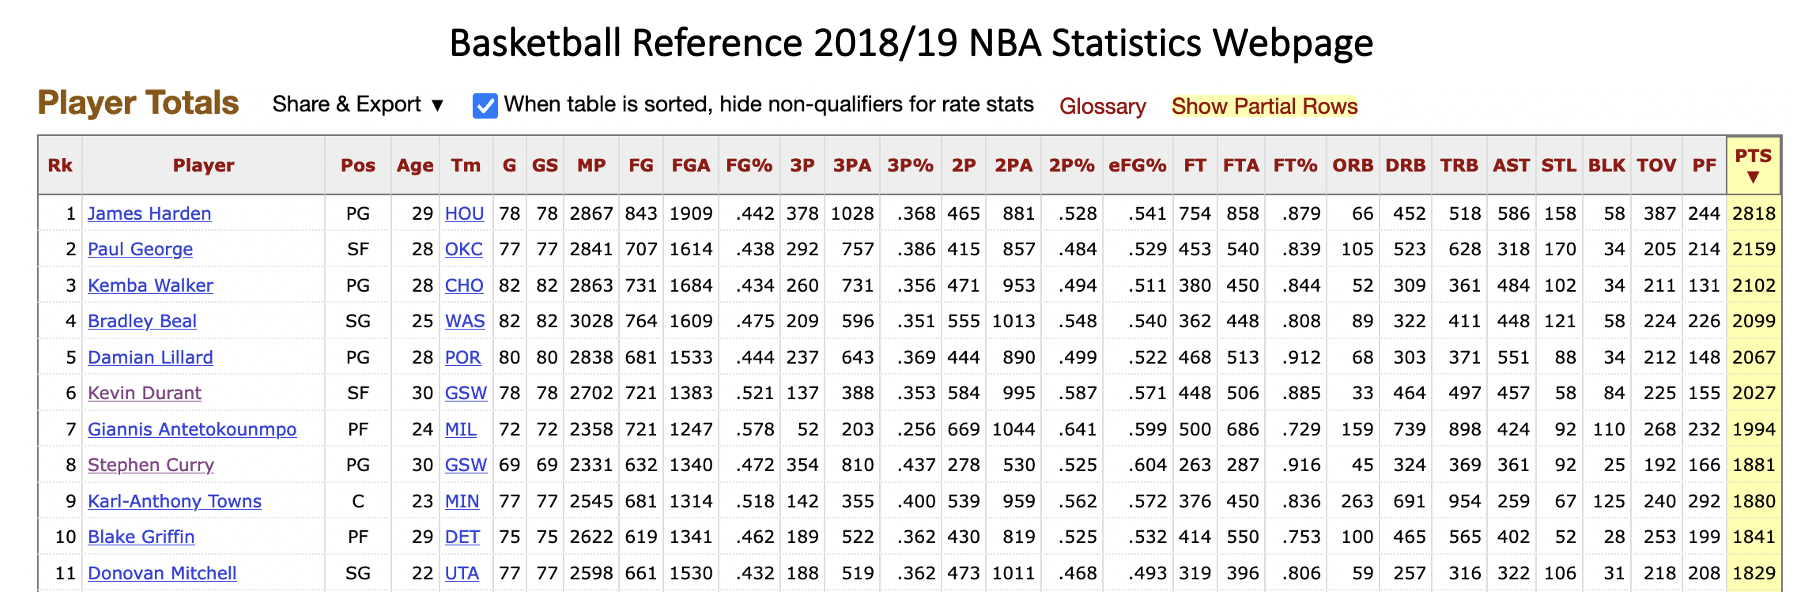 Basketball Reference 2018/19 NBA Statistics Webpage
Player Totals Share & Export ▼ When table is sorted, hide non-qualifiers for rate stats Glossary Show Partial Rows
Rk Player Pos Age Tm G GS MP FG FGA FG% 3P 3PA 3P% 2P 2PA 2P% eFG% FT FTA FT% ORB DRB TRB AST STL BLK TOV PF PTS ▼
1 James Harden PG 29 HOU 78 78 2867 843 1909 .442 378 1028 .368 465 881 .528 .541 754 858 .879 66 452 518 586 158 58 387 244 2818
2 Paul George SF 28 OKC 77 77 2841 707 1614 .438 292 757 .386 415 857 .484 .529 453 540 .839 105 523 628 318 170 34 205 214 2159
3 Kemba Walker PG 28 CHO 82 82 2863 731 1684 .434 260 731 .356 471 953 .494 .511 380 450 .844 52 309 361 484 102 34 211 131 2102
4 Bradley Beal SG 25 WAS 82 82 3028 764 1609 .475 209 596 .351 555 1013 .548 .540 362 448 .808 89 322 411 448 121 58 224 226 2099
5 Damian Lillard PG 28 POR 80 80 2838 681 1533 .444 237 643 .369 444 890 .499 .522 468 513 .912 68 303 371 551 88 34 212 148 2067
6 Kevin Durant SF 30 GSW 78 78 2702 721 1383 .521 137 388 .353 584 995 .587 .571 448 506 .885 33 464 497 457 58 84 225 155 2027
7 Giannis Antetokounmpo PF 24 MIL 72 72 2358 721 1247 .578 52 203 .256 669 1044 .641 .599 500 686 .729 159 739 898 424 92 110 268 232 1994
8 Stephen Curry PG 30 GSW 69 69 2331 632 1340 .472 354 810 .437 278 530 .525 .604 263 287 .916 45 324 369 361 92 25 192 166 1881
9 Karl-Anthony Towns C 23 MIN 77 77 2545 681 1314 .518 142 355 .400 539 959 .562 .572 376 450 .836 263 691 954 259 67 125 240 292 1880
10 Blake Griffin PF 29 DET 75 75 2622 619 1341 .462 189 522 .362 430 819 .525 .532 414 550 .753 100 465 565 402 52 28 253 199 1841
11 Donovan Mitchell SG 22 UTA 77 77 2598 661 1530 .432 188 519 .362 473 1011 .468 .493 319 396 .806 59 257 316 322 106 31 218 208 1829